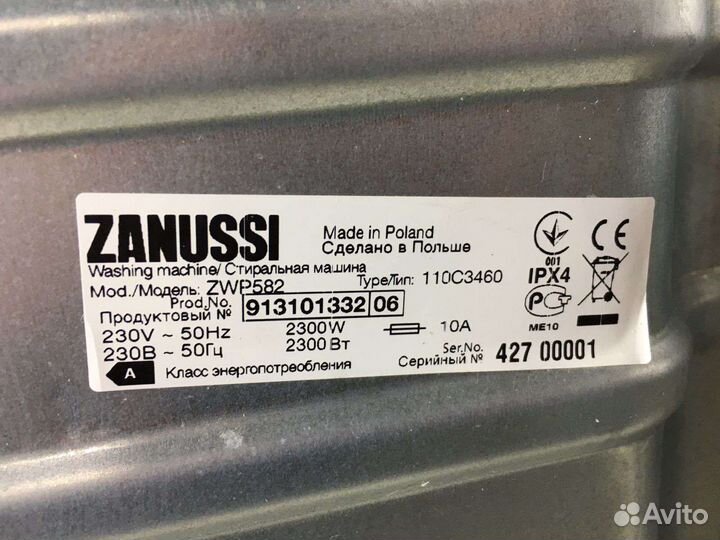 ZANUSSI
Made in Poland
Сделано в Польше
Washing machine/ Стиральная машина
Mod./Модель: ZWP582 Type/Тип: 110C3460
Prod.No.
Продуктовый № 913101332 06
230V ~ 50Hz 2300W 10A
230В ~ 50Гц 2300 Вт
A Класс энергопотребления
Ser.No.
Серийный № 427 00001
001
CE
IPX4
ME10
Avito